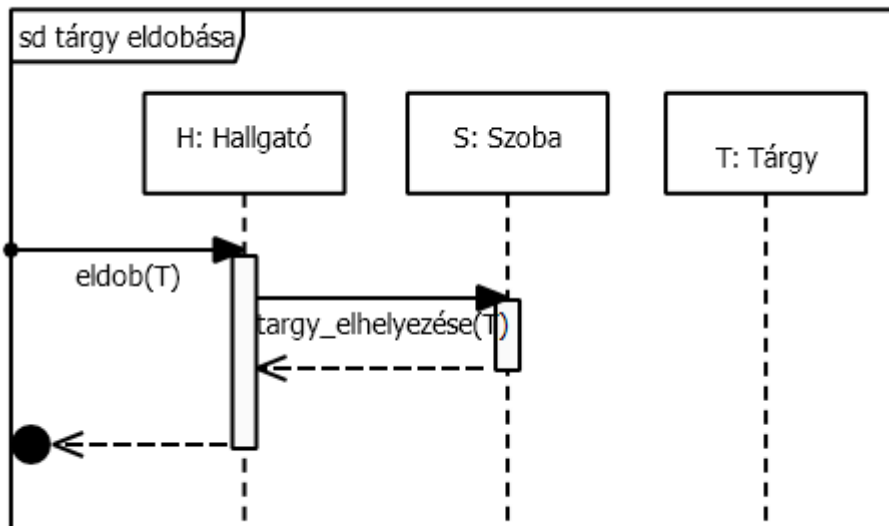 sd tárgy eldobása
H: Hallgató
S: Szoba
T: Tárgy
eldob(T)
targy_elhelyezése(T)